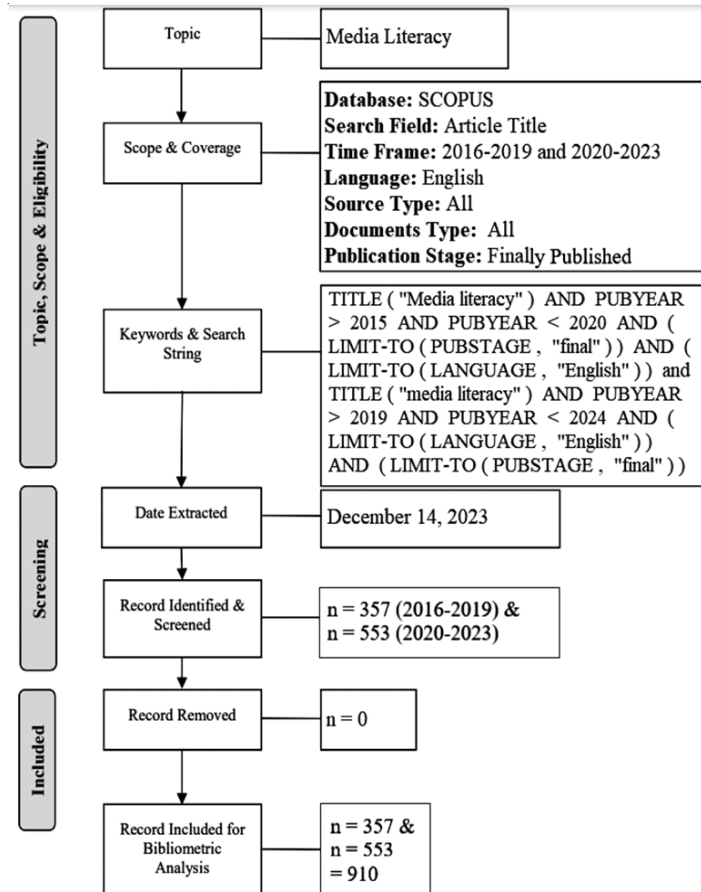 Topic, Scope & Eligibility
Topic
Media Literacy
Scope & Coverage
Database: SCOPUS
Search Field: Article Title
Time Frame: 2016-2019 and 2020-2023
Language: English
Source Type: All
Documents Type: All
Publication Stage: Finally Published
Keywords & Search
String
TITLE ( "Media literacy" ) AND PUBYEAR
> 2015 AND PUBYEAR < 2020 AND (
LIMIT-TO ( PUBSTAGE , "final" ) ) AND (
LIMIT-TO ( LANGUAGE , "English" ) ) and
TITLE ( "media literacy" ) AND PUBYEAR
> 2019 AND PUBYEAR < 2024 AND (
LIMIT-TO ( LANGUAGE , "English" ) )
AND ( LIMIT-TO ( PUBSTAGE , "final" ) )
Screening
Date Extracted
December 14, 2023
Record Identified &
Screened
n = 357 (2016-2019) &
n = 553 (2020-2023)
Included
Record Removed
n = 0
Record Included for
Bibliometric
Analysis
n = 357 &
n = 553
= 910